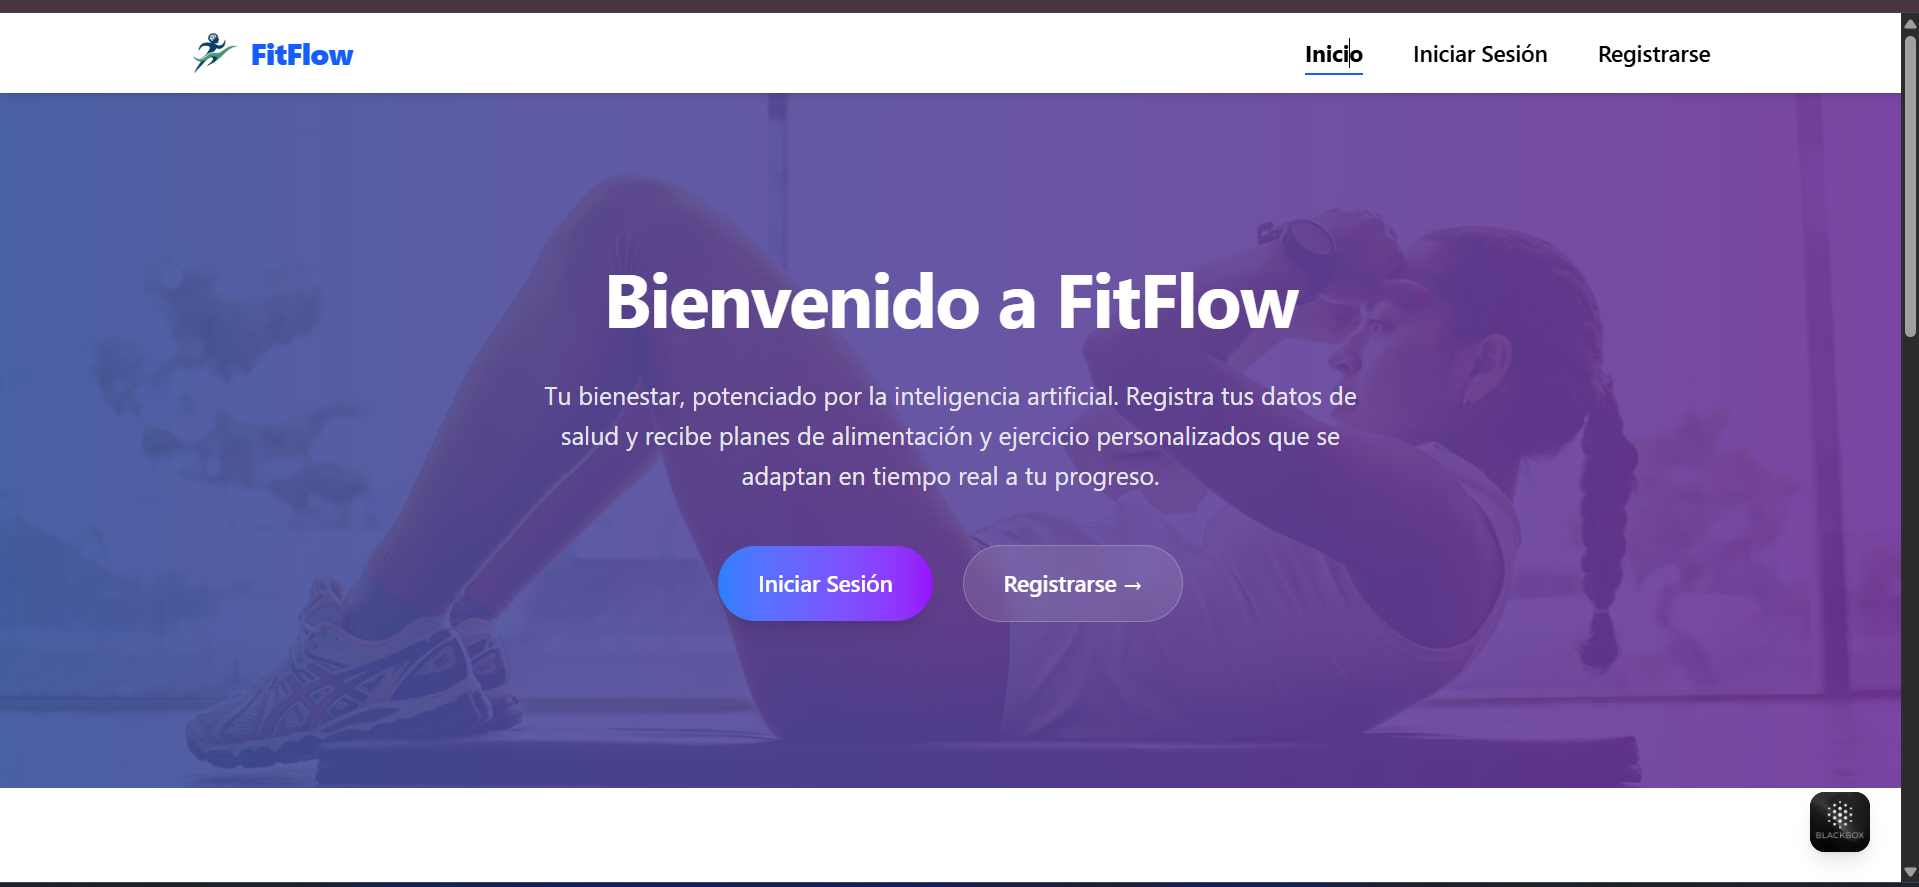 FitFlow
Inicio
Iniciar Sesión
Registrarse
Bienvenido a FitFlow
Tu bienestar, potenciado por la inteligencia artificial. Registra tus datos de
salud y recibe planes de alimentación y ejercicio personalizados que se
adaptan en tiempo real a tu progreso.
Iniciar Sesión
Registrarse →
BLACKBOX